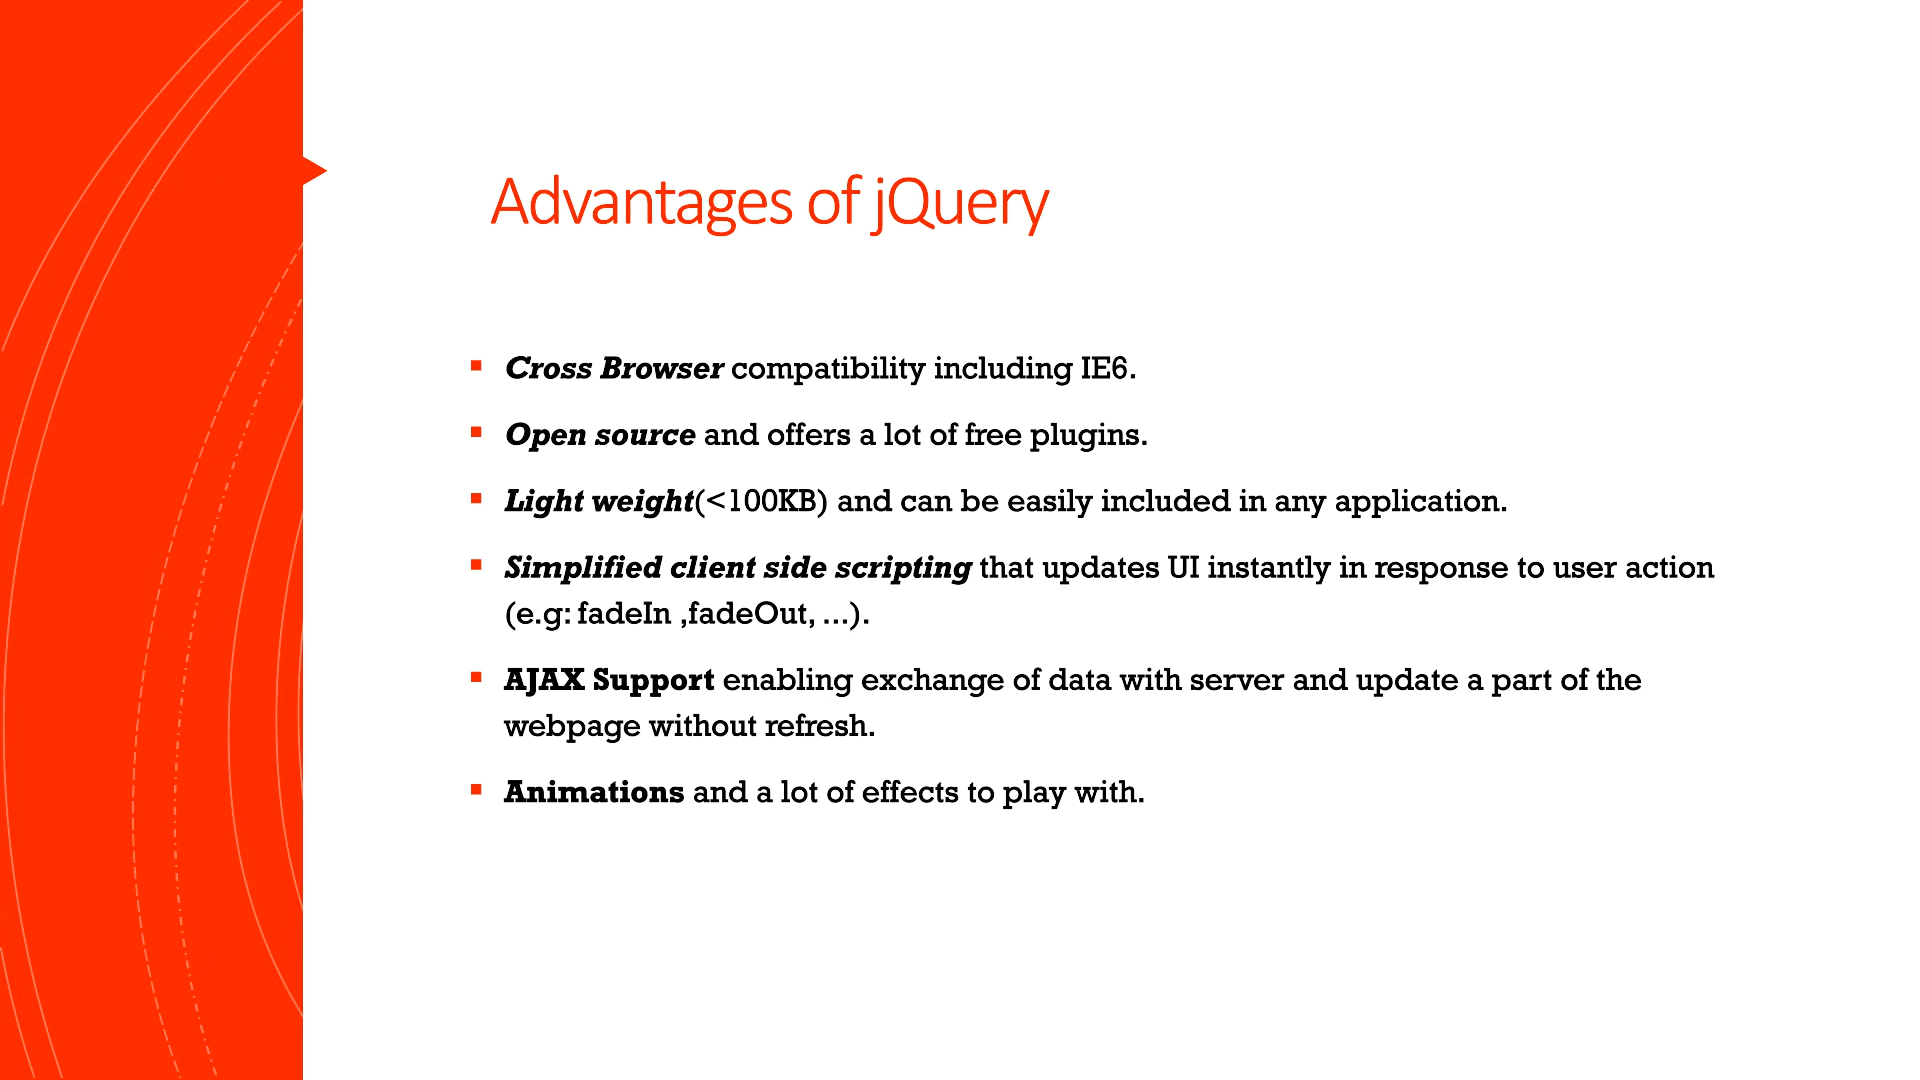 Advantages of jQuery
Cross Browser compatibility including IE6.
Open source and offers a lot of free plugins.
Light weight(<100KB) and can be easily included in any application.
Simplified client side scripting that updates UI instantly in response to user action
(e.g: fadeIn ,fadeOut, ...).
AJAX Support enabling exchange of data with server and update a part of the
webpage without refresh.
Animations and a lot of effects to play with.